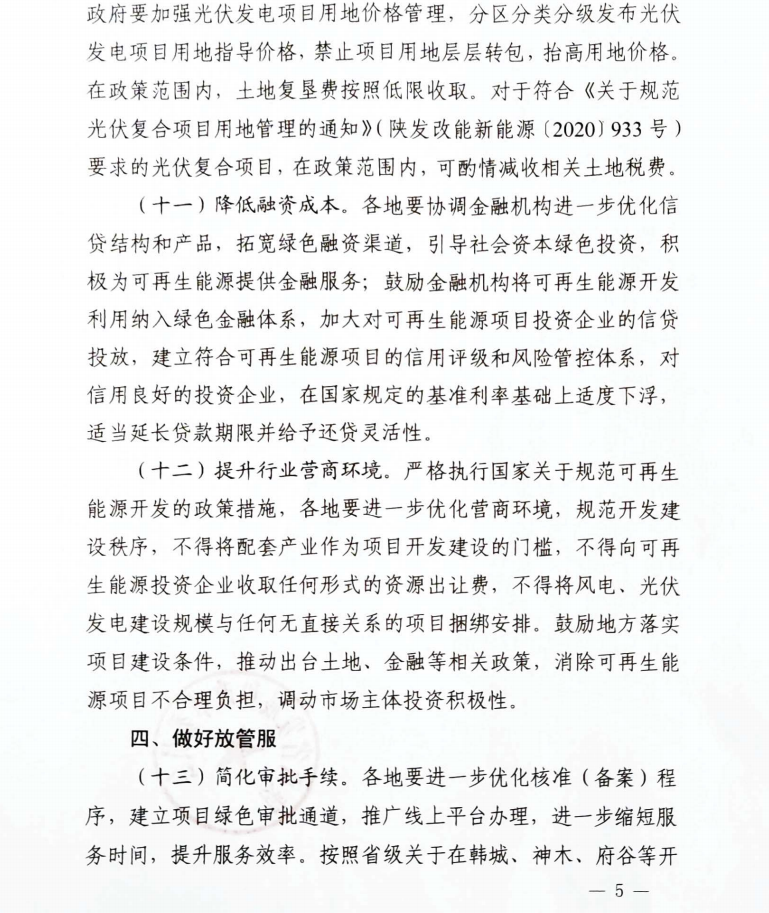 政府要加强光伏发电项目用地价格管理，分区分类分级发布光伏
发电项目用地指导价格，禁止项目用地层层转包，抬高用地价格。
在政策范围内，土地复垦费按照低限收取。对于符合《关于规范
光伏复合项目用地管理的通知》（陕发改能新能源〔2020〕933 号）
要求的光伏复合项目，在政策范围内，可酌情减收相关土地税费。
（十一）降低融资成本。各地要协调金融机构进一步优化信
贷结构和产品，拓宽绿色融资渠道，引导社会资本绿色投资，积
极为可再生能源提供金融服务；鼓励金融机构将可再生能源开发
利用纳入绿色金融体系，加大对可再生能源项目投资企业的信贷
投放，建立符合可再生能源项目的信用评级和风险管控体系，对
信用良好的投资企业，在国家规定的基准利率基础上适度下浮，
适当延长贷款期限并给予还贷灵活性。
（十二）提升行业营商环境。严格执行国家关于规范可再生
能源开发的政策措施，各地要进一步优化营商环境，规范开发建
设秩序，不得将配套产业作为项目开发建设的门槛，不得向可再
生能源投资企业收取任何形式的资源出让费，不得将风电、光伏
发电建设规模与任何无直接关系的项目捆绑安排。鼓励地方落实
项目建设条件，推动出台土地、金融等相关政策，消除可再生能
源项目不合理负担，调动市场主体投资积极性。
四、做好放管服
（十三）简化审批手续。各地要进一步优化核准（备案）程
序，建立项目绿色审批通道，推广线上平台办理，进一步缩短服
务时间，提升服务效率。按照省级关于在韩城、神木、府谷等开
— 5 —